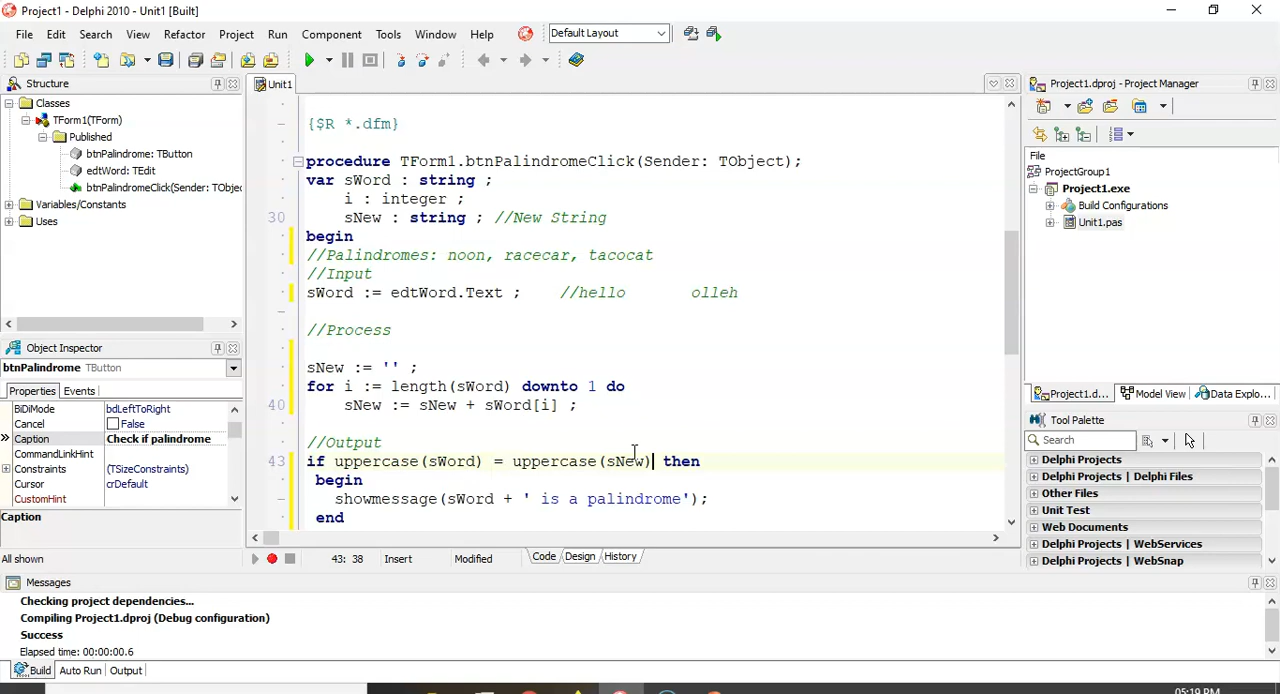 Project1 - Delphi 2010 - Unit1 [Built]
File Edit Search View Refactor Project Run Component Tools Window Help Default Layout
Structure
Classes
TForm1(TForm)
Published
btnPalindrome: TButton
edtWord: TEdit
btnPalindromeClick(Sender: TObjec
Variables/Constants
Uses
Object Inspector
btnPalindrome TButton
Properties Events
BiDiMode bdLeftToRight
Cancel False
Caption Check if palindrome
CommandLinkHint
Constraints (TSizeConstraints)
Cursor crDefault
CustomHint
Caption
All shown
Unit1
{$R *.dfm}
procedure TForm1.btnPalindromeClick(Sender: TObject);
var sWord : string ;
i : integer ;
30 sNew : string ; //New String
begin
//Palindromes: noon, racecar, tacocat
//Input
sWord := edtWord.Text ; //hello olleh
//Process
sNew := '' ;
for i := length(sWord) downto 1 do
40 sNew := sNew + sWord[i] ;
//Output
43 if uppercase(sWord) = uppercase(sNew) then
begin
showmessage(sWord + ' is a palindrome');
end
43: 38 Insert Modified Code Design History
Project1.dproj - Project Manager
File
ProjectGroup1
Project1.exe
Build Configurations
Unit1.pas
Project1.d... Model View Data Explo...
Tool Palette
Search
Delphi Projects
Delphi Projects | Delphi Files
Unit Test
Other Files
Web Documents
Delphi Projects | WebServices
Delphi Projects | WebSnap
Messages
Checking project dependencies...
Compiling Project1.dproj (Debug configuration)
Success
Elapsed time: 00:00:00.6
Build Auto Run Output
05:19 PM